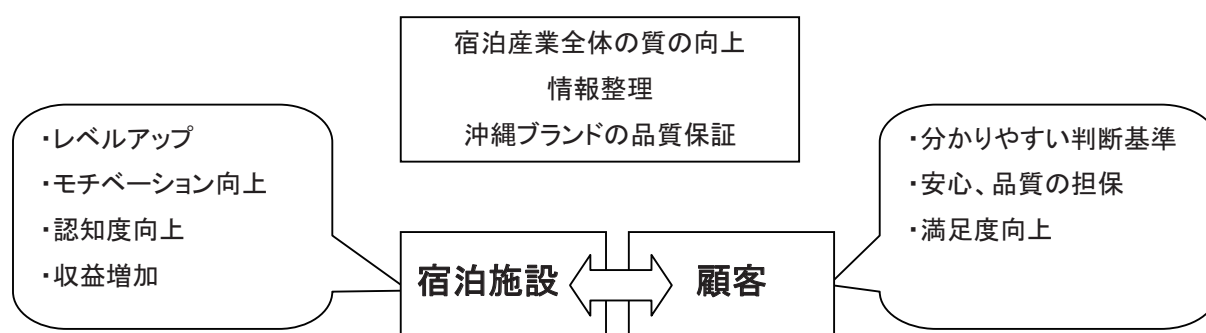 宿泊産業全体の質の向上
情報整理
沖縄ブランドの品質保証
・レベルアップ
・モチベーション向上
・認知度向上
・収益増加
・分かりやすい判断基準
・安心、品質の担保
・満足度向上
宿泊施設
顧客